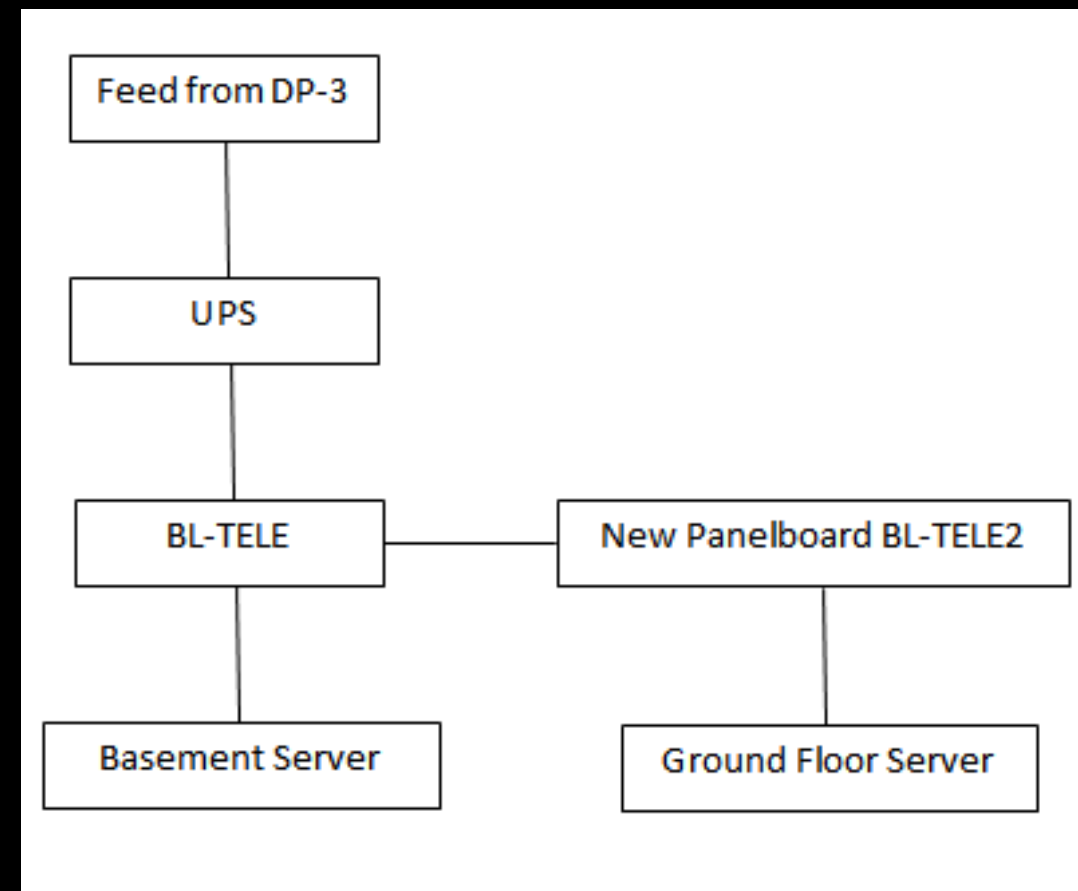 Feed from DP-3
UPS
BL-TELE
New Panelboard BL-TELE2
Basement Server
Ground Floor Server